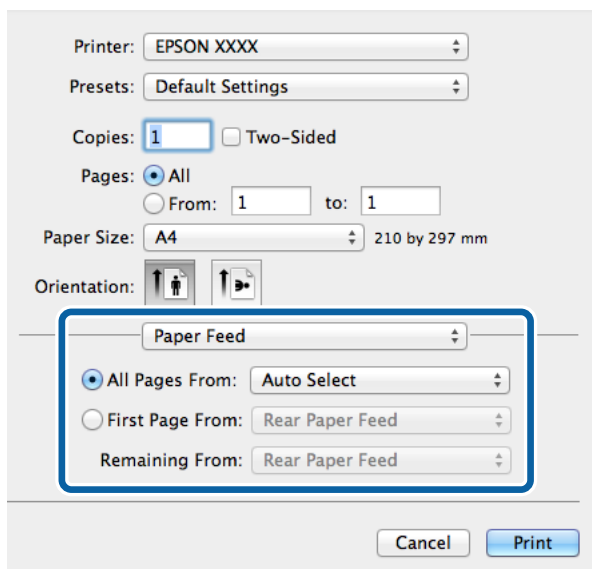 Printer: EPSON XXXX
Presets: Default Settings
Copies: 1 Two-Sided
Pages: All
From: 1 to: 1
Paper Size: A4 210 by 297 mm
Orientation:
Paper Feed
All Pages From: Auto Select
First Page From: Rear Paper Feed
Remaining From: Rear Paper Feed
Cancel Print